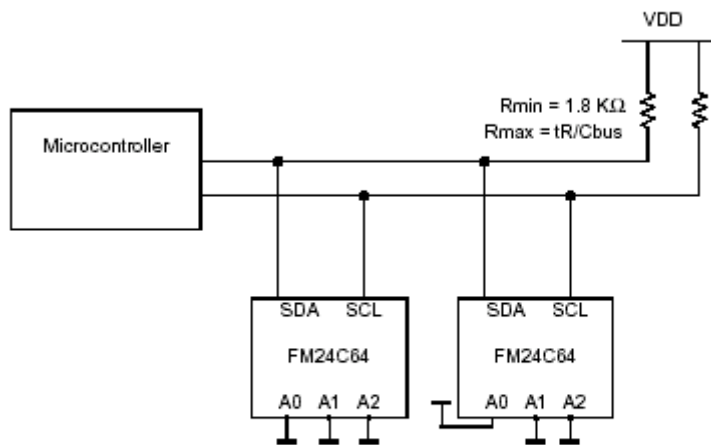 VDD
Rmin = 1.8 KΩ
Rmax = tR/Cbus
Microcontroller
SDA SCL
FM24C64
A0 A1 A2
SDA SCL
FM24C64
A0 A1 A2